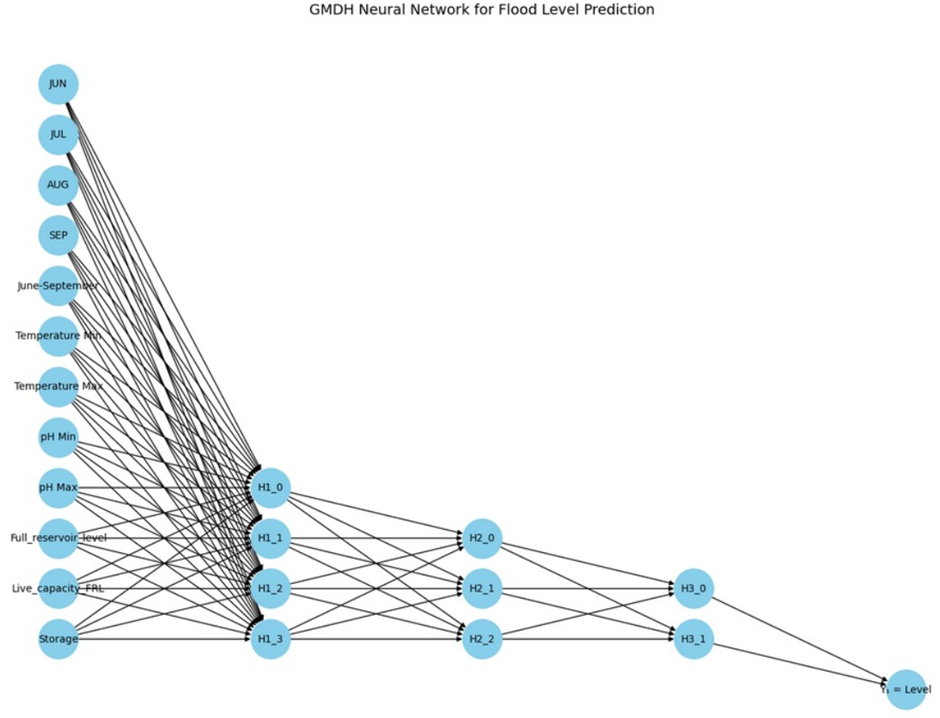 GMDH Neural Network for Flood Level Prediction
JUN
JUL
AUG
SEP
June-September
Temperature Min
Temperature Max
pH Min
pH Max
Full_reservoir_level
Live_capacity_FRL
Storage
H1_0
H1_1
H1_2
H1_3
H2_0
H2_1
H2_2
H3_0
H3_1
Y₁ = Level